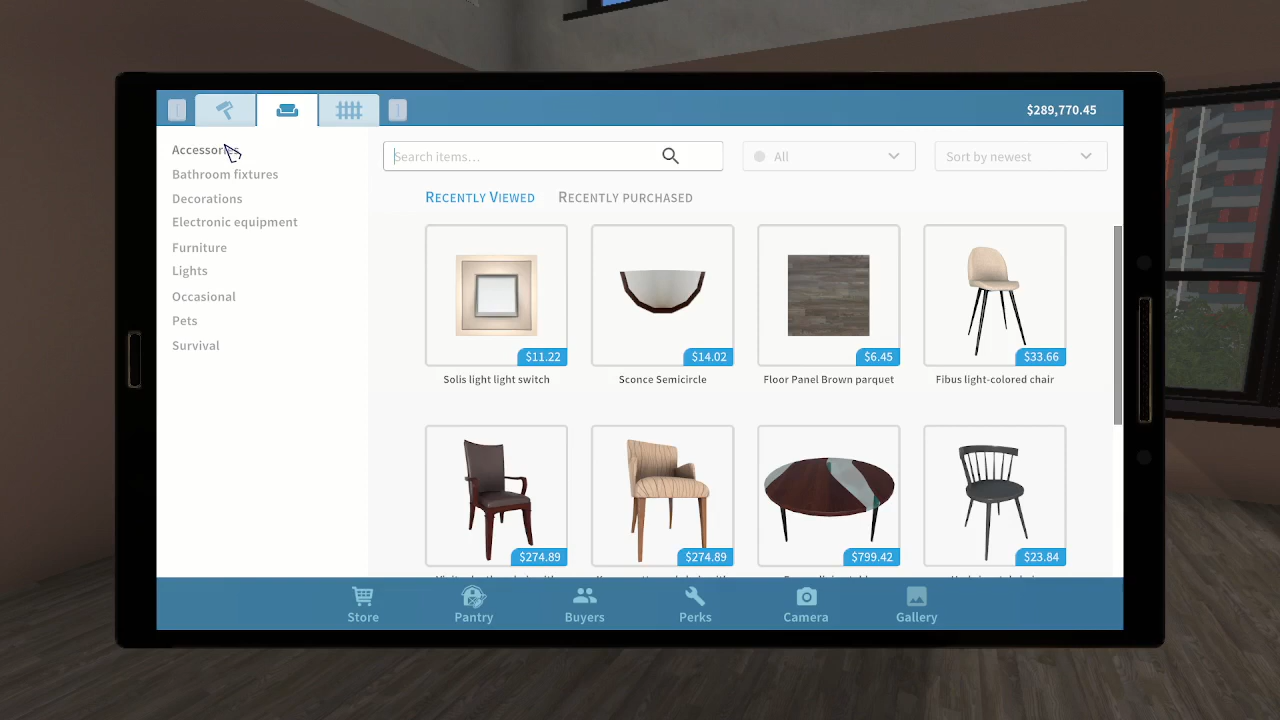 $289,770.45
Accessories
Bathroom fixtures
Decorations
Electronic equipment
Furniture
Lights
Occasional
Pets
Survival
Search items...
All
Sort by newest
RECENTLY VIEWED
RECENTLY PURCHASED
$11.22
$14.02
$6.45
$33.66
Solis light light switch
Sconce Semicircle
Floor Panel Brown parquet
Fibus light-colored chair
$274.89
$274.89
$799.42
$23.84
Store
Pantry
Buyers
Perks
Camera
Gallery